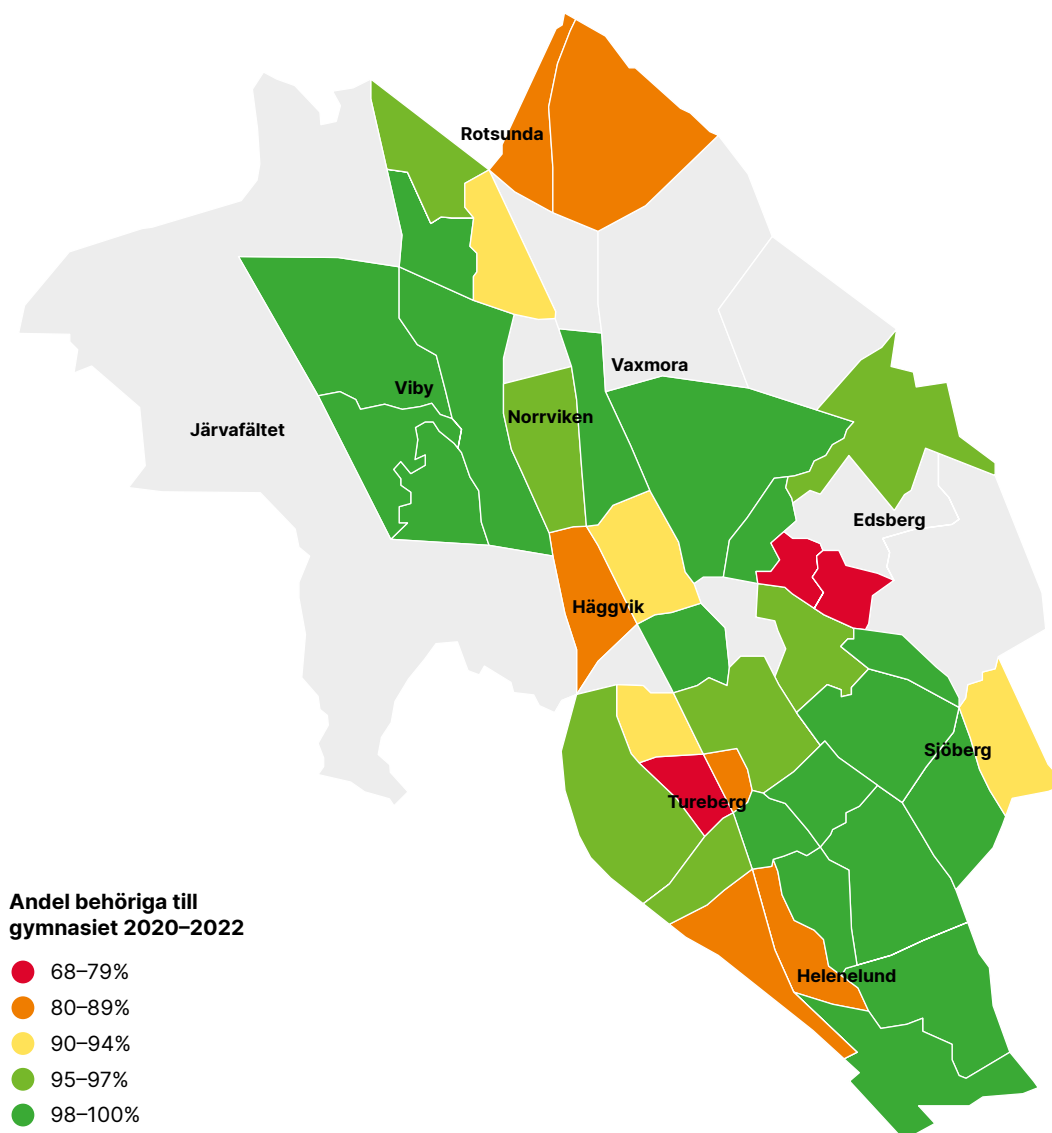 Rotsunda
Vaxmora
Viby
Norrviken
Järvafältet
Edsberg
Häggvik
Sjöberg
Tureberg
Helenelund
Andel behöriga till
gymnasiet 2020–2022
68–79%
80–89%
90–94%
95–97%
98–100%